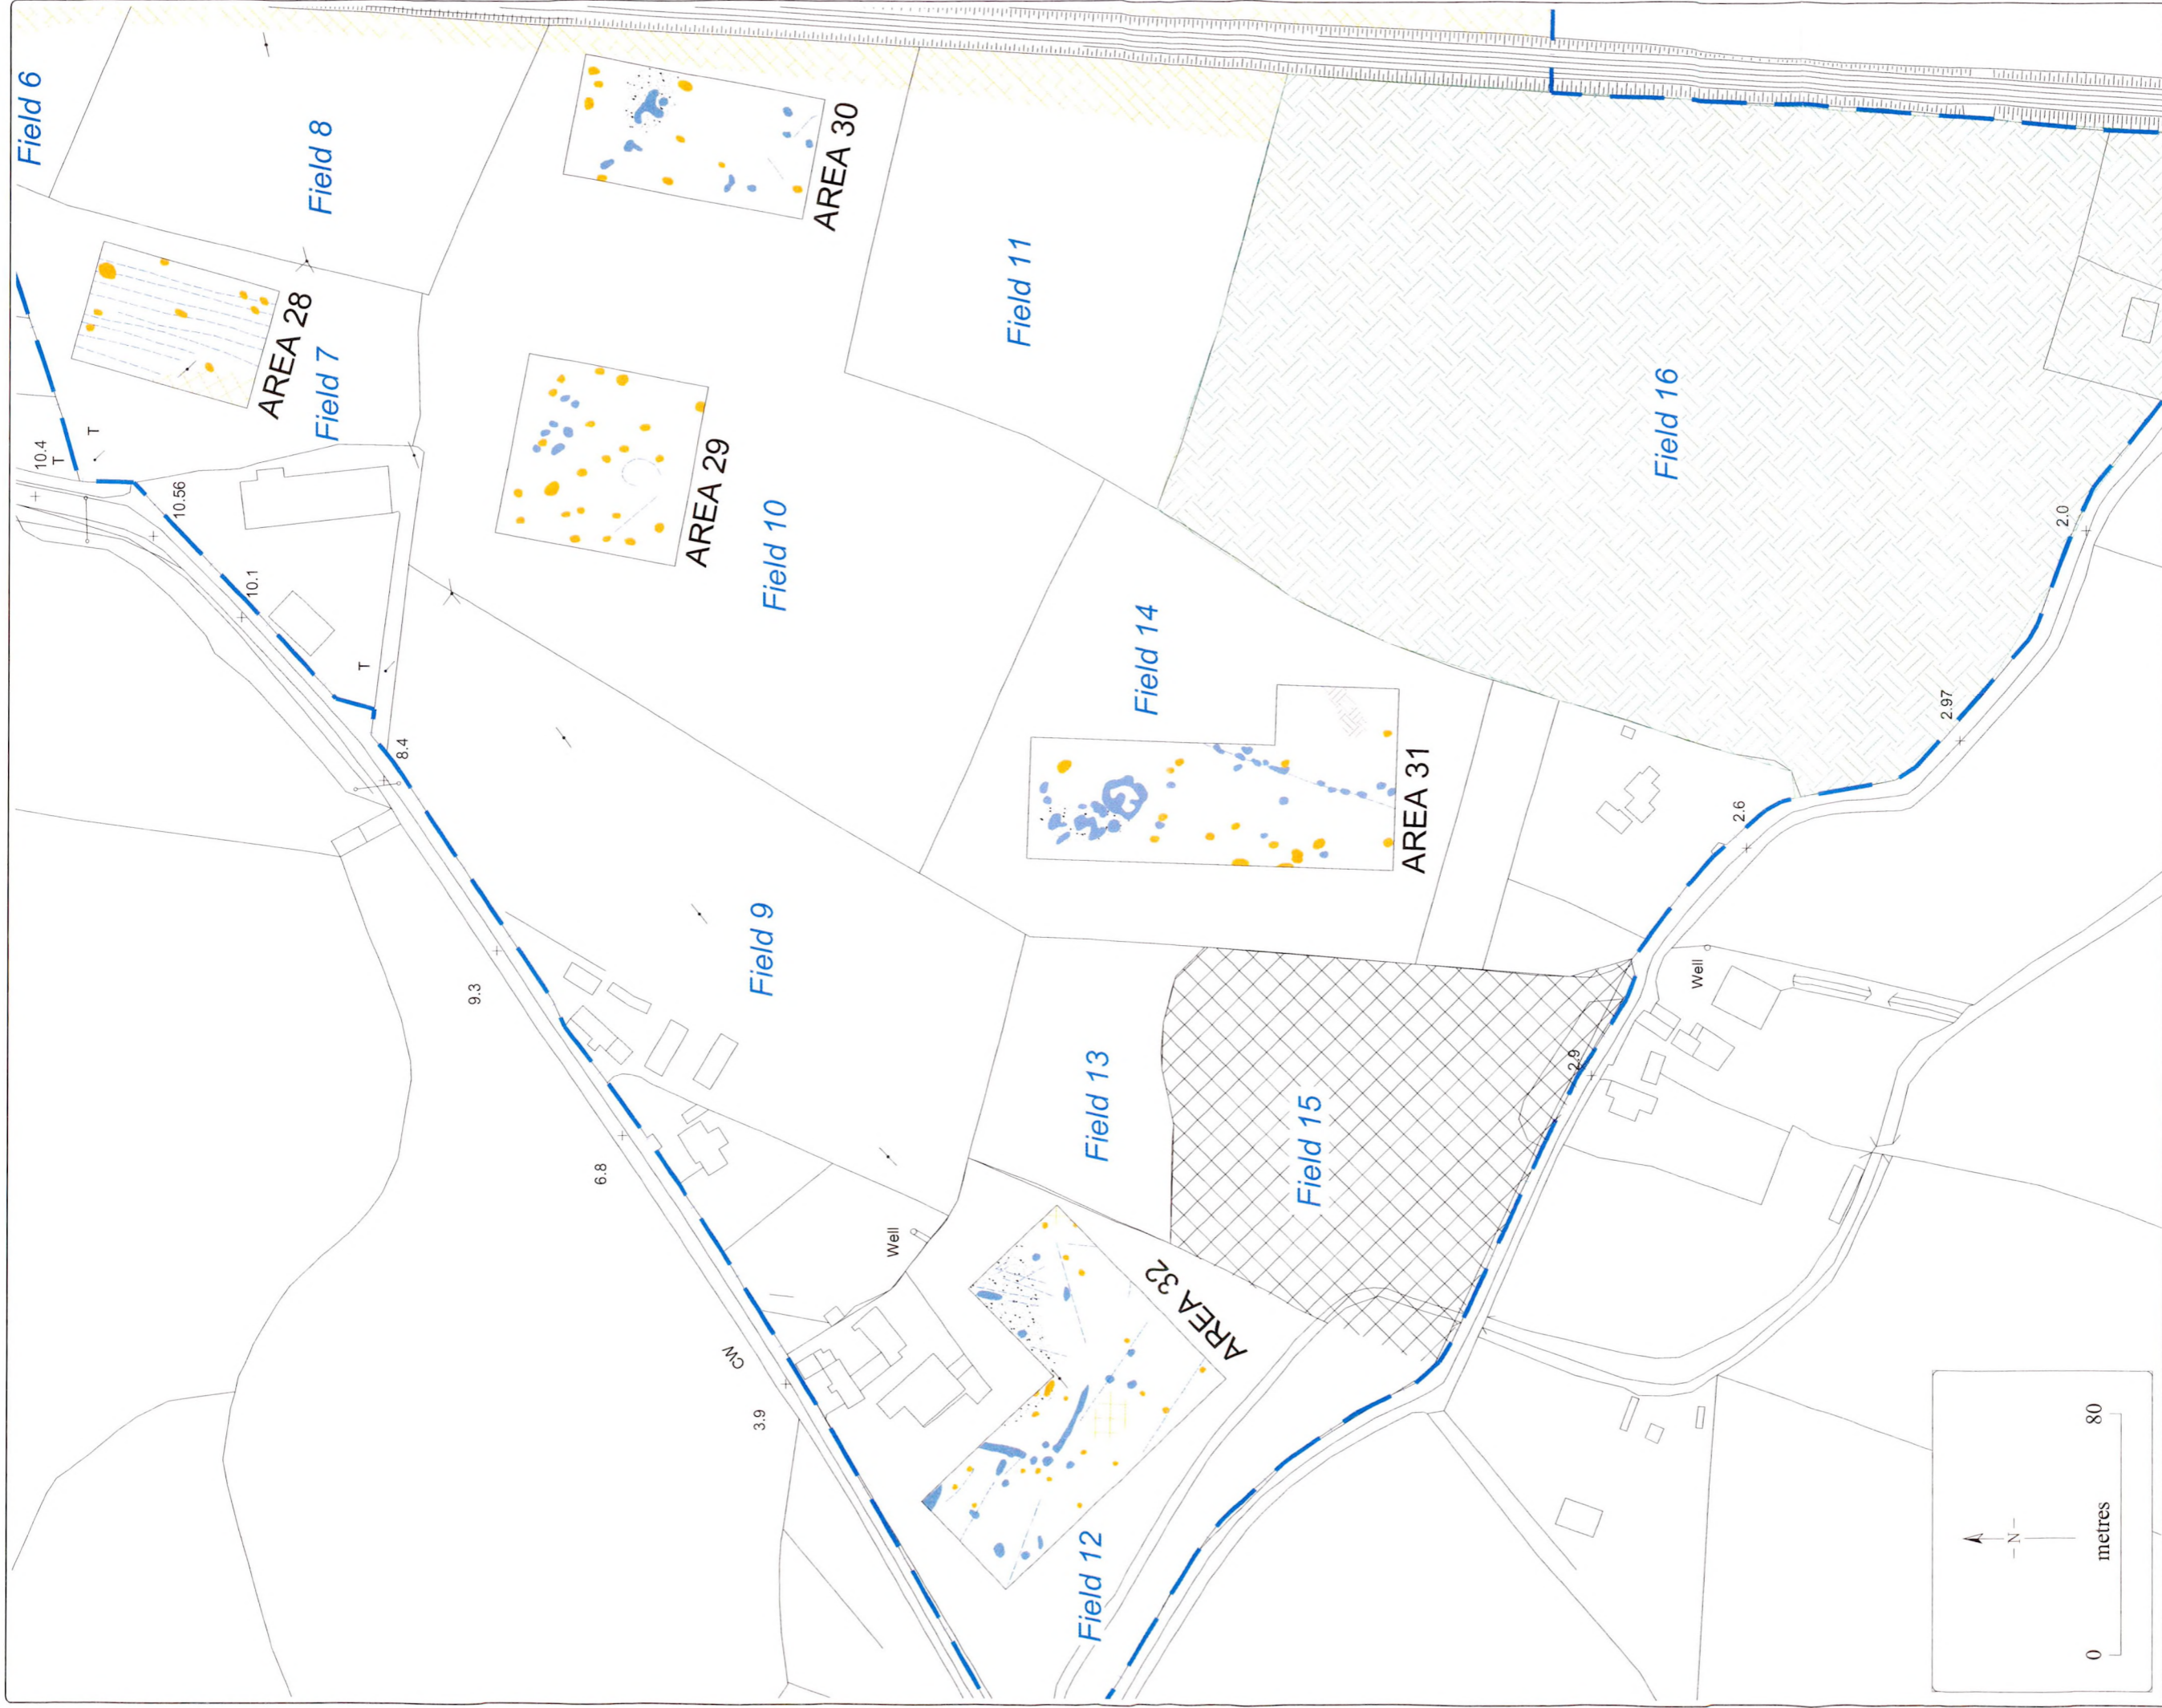 Field 6
Field 8
AREA 30
AREA 28
Field 7
10.4
T
T
10.56
10.1
T
8.4
AREA 29
Field 10
Field 11
Field 16
Field 14
AREA 31
9.3
Field 9
6.8
Field 13
Field 15
Well
CW
3.9
AREA 32
Field 12
2.0
2.97
2.6
Well
2.9
N
0
metres
80